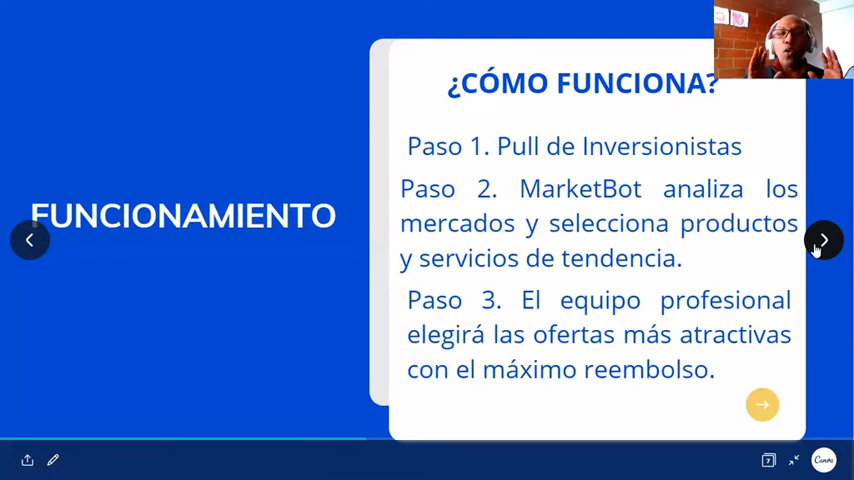 ¿CÓMO FUNCIONA?
Paso 1. Pull de Inversionistas
Paso 2. MarketBot analiza los
mercados y selecciona productos
y servicios de tendencia.
Paso 3. El equipo profesional
elegirá las ofertas más atractivas
con el máximo reembolso.
FUNCIONAMIENTO
7
Canva